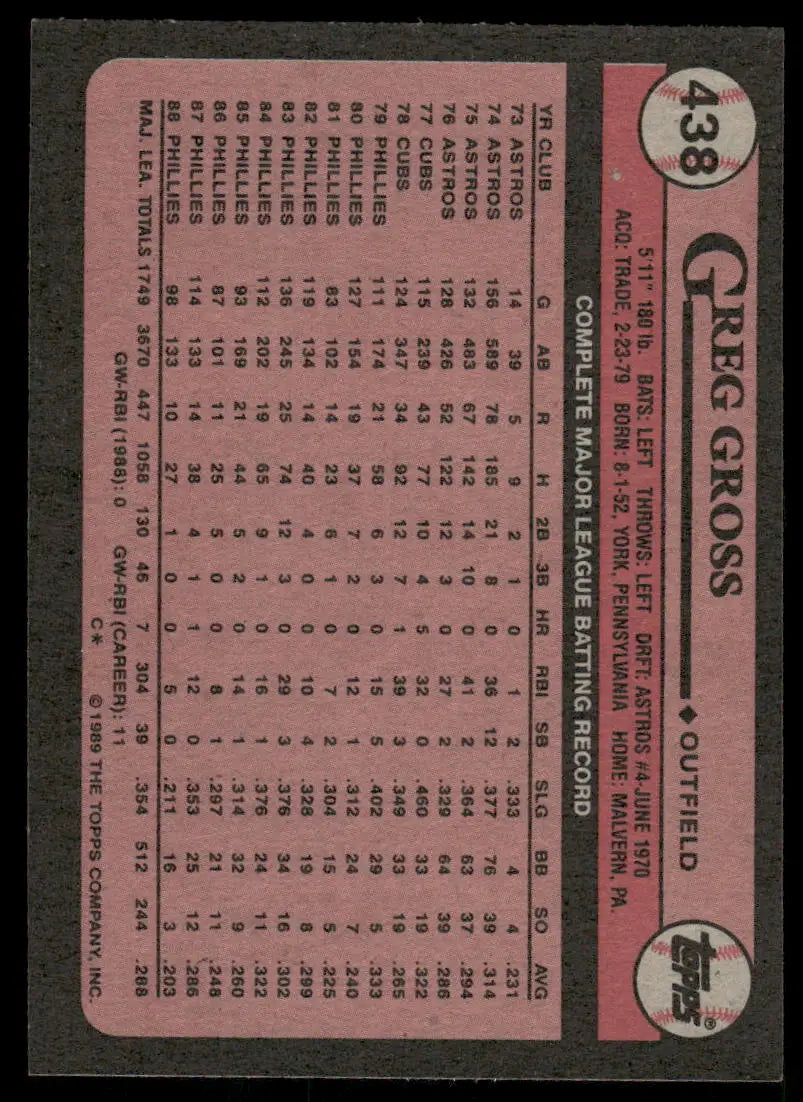 438
GREG GROSS ♦ OUTFIELD
topps®
5'11" 180 lb. BATS: LEFT THROWS: LEFT DRFT: ASTROS #4-JUNE 1970
ACQ: TRADE, 2-23-79 BORN: 8-1-52, YORK, PENNSYLVANIA HOME: MALVERN, PA.
COMPLETE MAJOR LEAGUE BATTING RECORD
YR CLUB G AB R H 2B 3B HR RBI SB SLG BB SO AVG
73 ASTROS 14 39 5 9 2 1 0 1 2 .333 4 4 .231
74 ASTROS 156 589 78 185 21 8 0 36 12 .377 76 39 .314
75 ASTROS 132 483 67 142 14 10 0 41 2 .364 63 37 .294
76 ASTROS 128 426 52 122 12 3 0 27 2 .329 64 39 .286
77 CUBS 115 239 43 77 10 4 5 32 0 .460 33 19 .322
78 CUBS 124 347 34 92 12 7 1 39 3 .349 33 19 .265
79 PHILLIES 111 174 21 58 6 3 0 15 5 .402 29 5 .333
80 PHILLIES 127 154 19 37 7 2 0 12 1 .312 24 7 .240
81 PHILLIES 83 102 14 23 6 1 0 7 2 .304 15 5 .225
82 PHILLIES 119 134 14 40 4 0 0 10 4 .328 19 8 .299
83 PHILLIES 136 245 25 74 12 3 0 29 3 .376 34 16 .302
84 PHILLIES 112 202 19 65 9 1 0 16 1 .376 24 11 .322
85 PHILLIES 93 169 21 44 5 2 0 14 1 .314 32 9 .260
86 PHILLIES 87 101 11 25 5 0 0 8 1 .297 21 11 .248
87 PHILLIES 114 133 14 38 4 1 1 12 0 .353 25 12 .286
88 PHILLIES 98 133 10 27 1 0 0 5 0 .211 16 3 .203
MAJ. LEA. TOTALS 1749 3670 447 1058 130 46 7 304 39 .354 512 244 .288
GW-RBI (1988): 0 GW-RBI (CAREER): 11
C* © 1989 THE TOPPS COMPANY, INC.